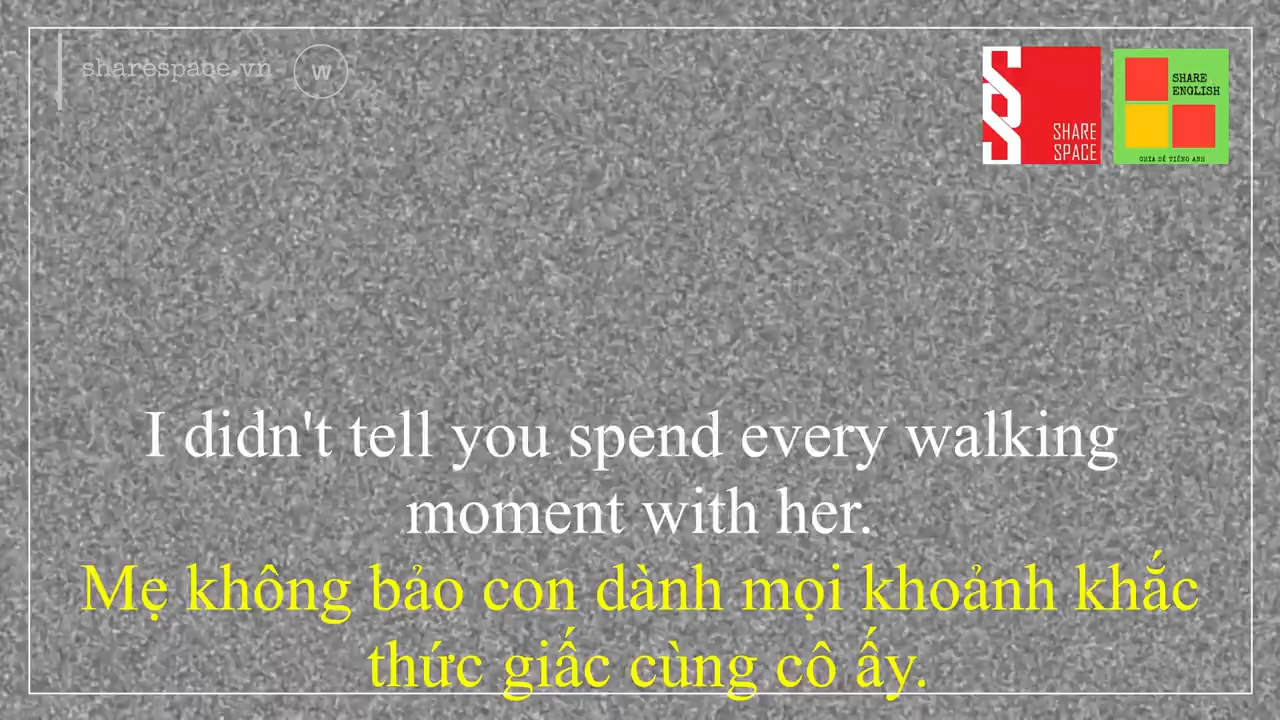 sharespace.vn
W
SHARE
SPACE
SHARE
ENGLISH
CHIA SẺ TIẾNG ANH
I didn't tell you spend every walking
moment with her.
Mẹ không bảo con dành mọi khoảnh khắc
thức giấc cùng cô ấy.